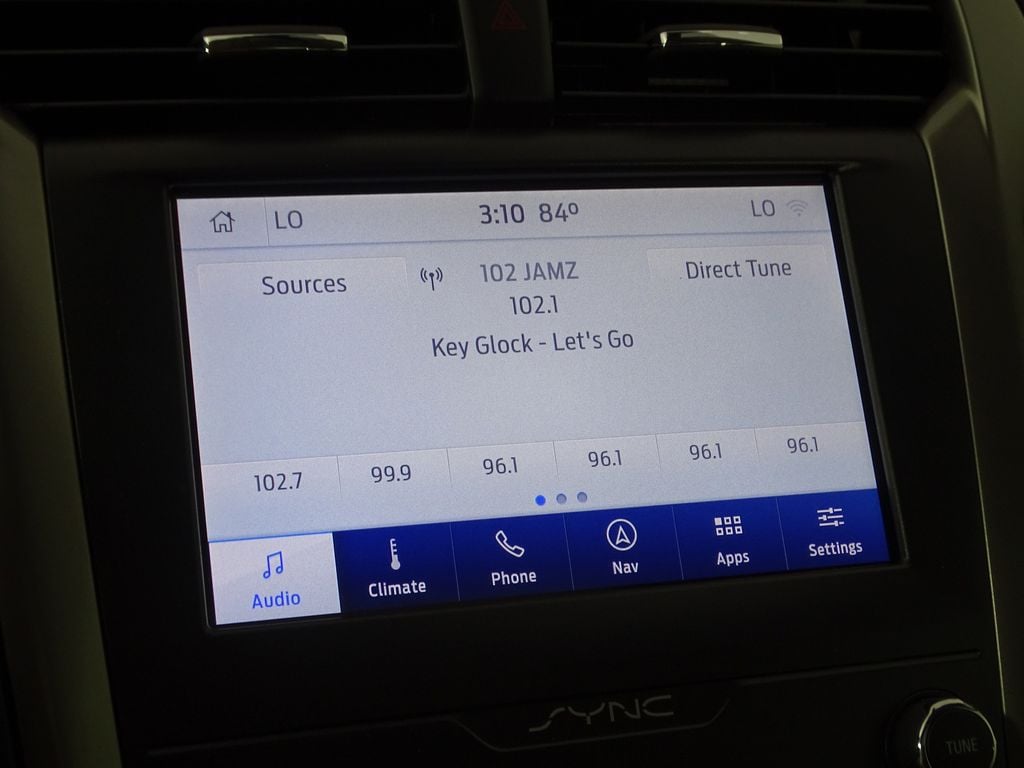 LO 3:10 84º LO
Sources 102 JAMZ Direct Tune
102.1
Key Glock - Let's Go
102.7 99.9 96.1 96.1 96.1 96.1
Audio Climate Phone Nav Apps Settings
SYNC
TUNE